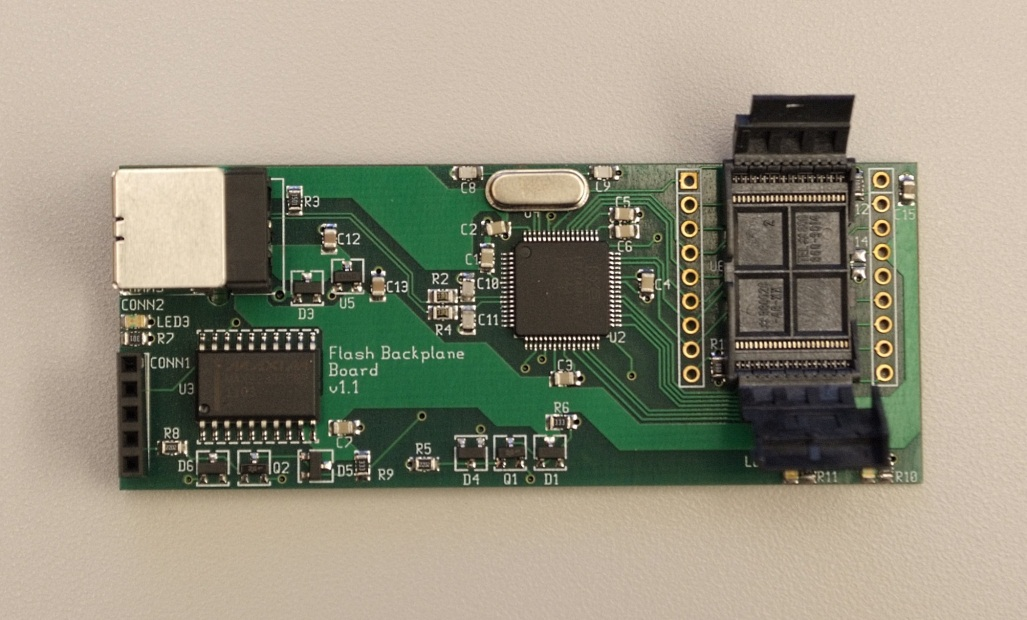 C8
C9
R3
C2
C5
C6
C12
12
C15
14
C1
C10
C4
R2
C13
D3
U5
CONN2
LED3
R4
C11
U2
R7
CONN1
Flash Backplane
Board
v1.1
U3
C3
R1
R6
R8
C7
D6
Q2
D5
R9
R5
D4
Q1
D1
R11
R10